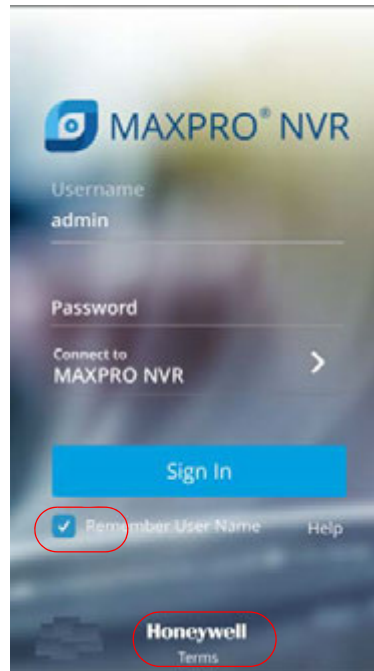 MAXPRO® NVR
Username
admin
Password
Connect to
MAXPRO NVR
Sign In
Remember User Name Help
Honeywell
Terms